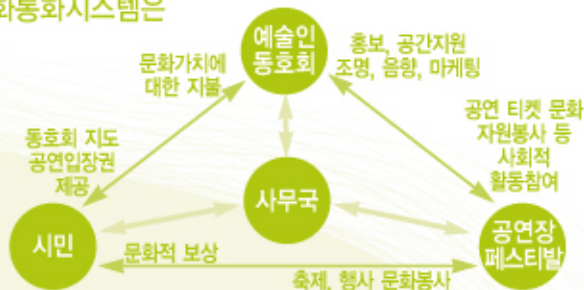 화통화시스템은
예술인
동호회
홍보, 공간지원
조명, 음향, 마케팅
문화가치에
대한 지불
공연 티켓 문화
자원봉사 등
사회적
활동참여
동호회 지도
공연입장권
제공
사무국
시민
공연장
페스티발
문화적 보상
축제, 행사 문화봉사